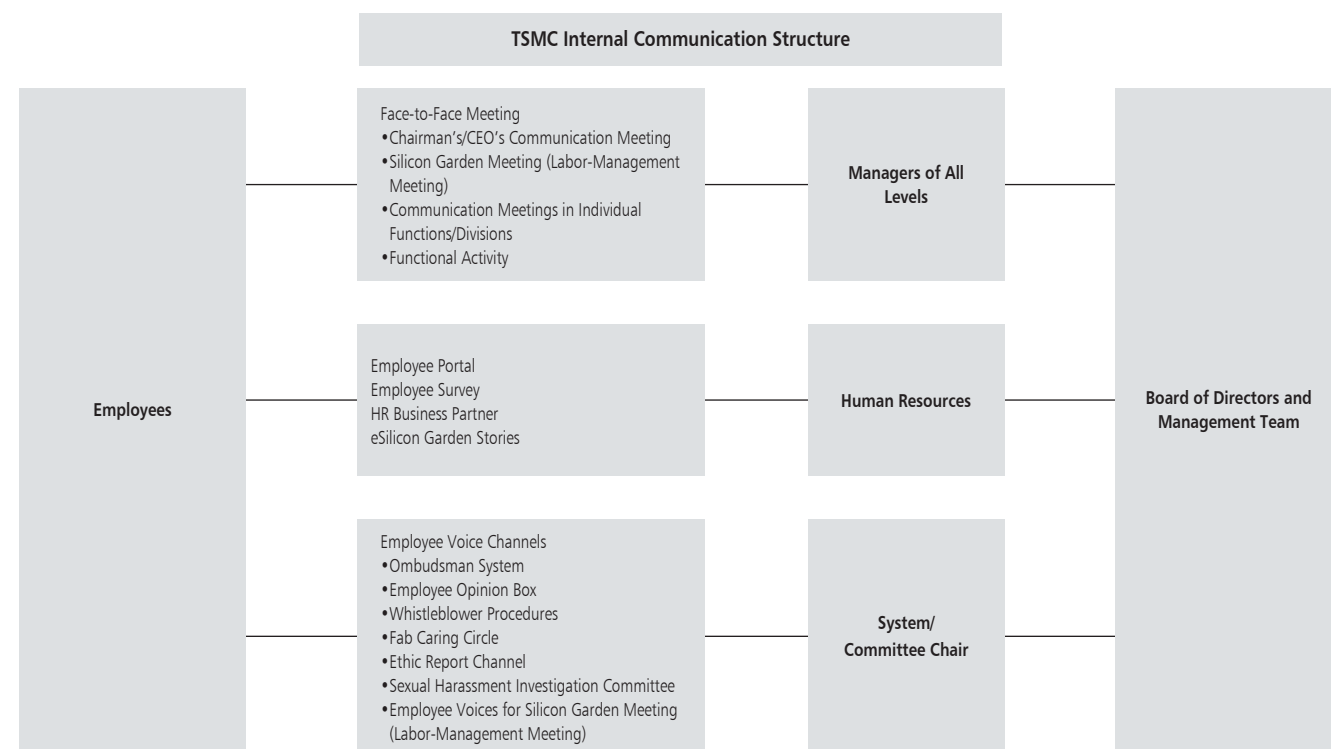 TSMC Internal Communication Structure
Employees
Face-to-Face Meeting
•Chairman's/CEO's Communication Meeting
•Silicon Garden Meeting (Labor-Management
Meeting)
•Communication Meetings in Individual
Functions/Divisions
•Functional Activity
Managers of All
Levels
Employee Portal
Employee Survey
HR Business Partner
eSilicon Garden Stories
Human Resources
Employee Voice Channels
•Ombudsman System
•Employee Opinion Box
•Whistleblower Procedures
•Fab Caring Circle
•Ethic Report Channel
•Sexual Harassment Investigation Committee
•Employee Voices for Silicon Garden Meeting
(Labor-Management Meeting)
System/
Committee Chair
Board of Directors and
Management Team